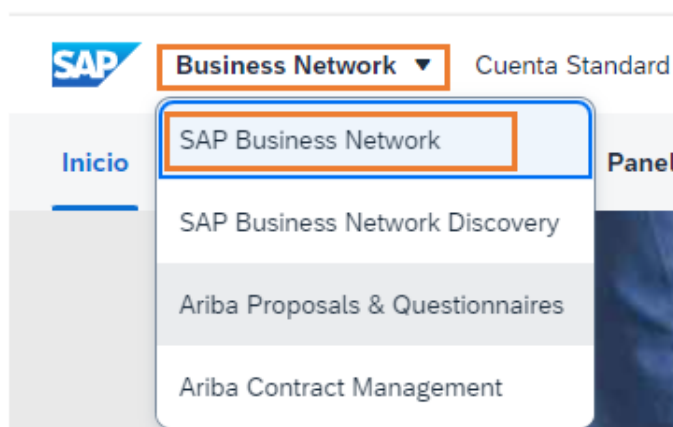 SAP Business Network ▼ Cuenta Standard
SAP Business Network
Inicio
Panel
SAP Business Network Discovery
Ariba Proposals & Questionnaires
Ariba Contract Management